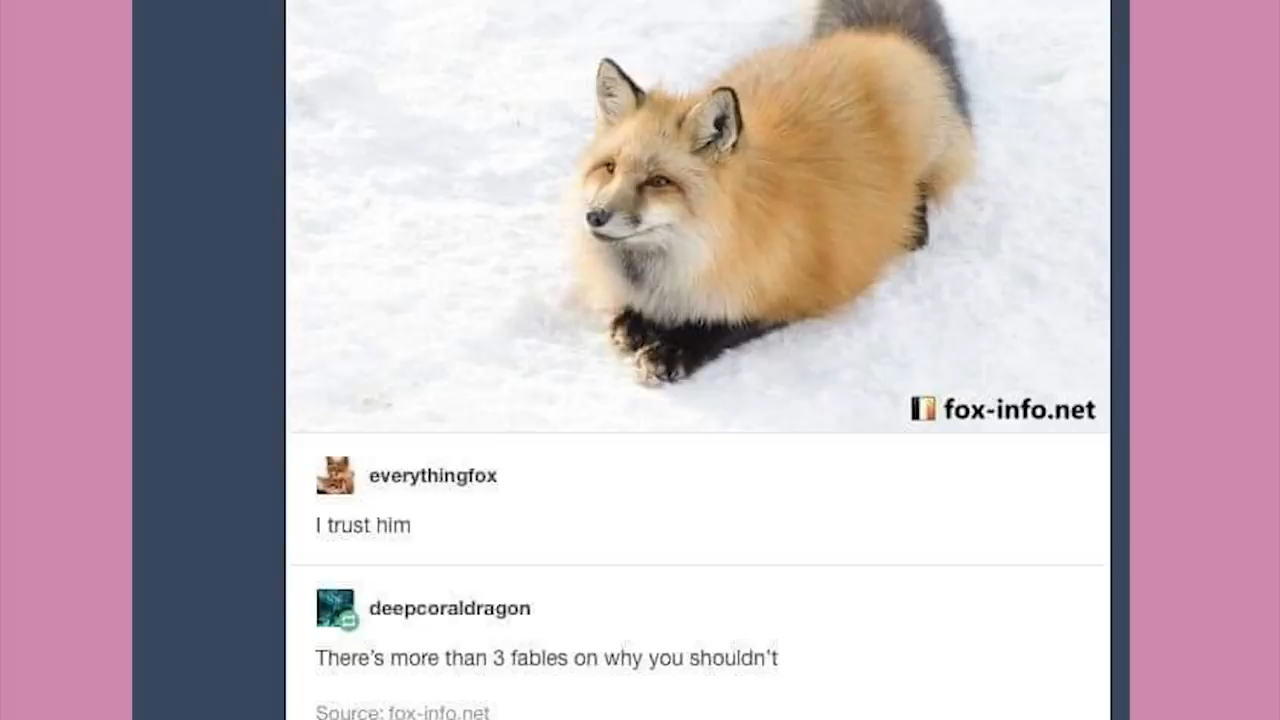 fox-info.net
everythingfox
I trust him
deepcoraldragon
There's more than 3 fables on why you shouldn't
Source: fox-info.net